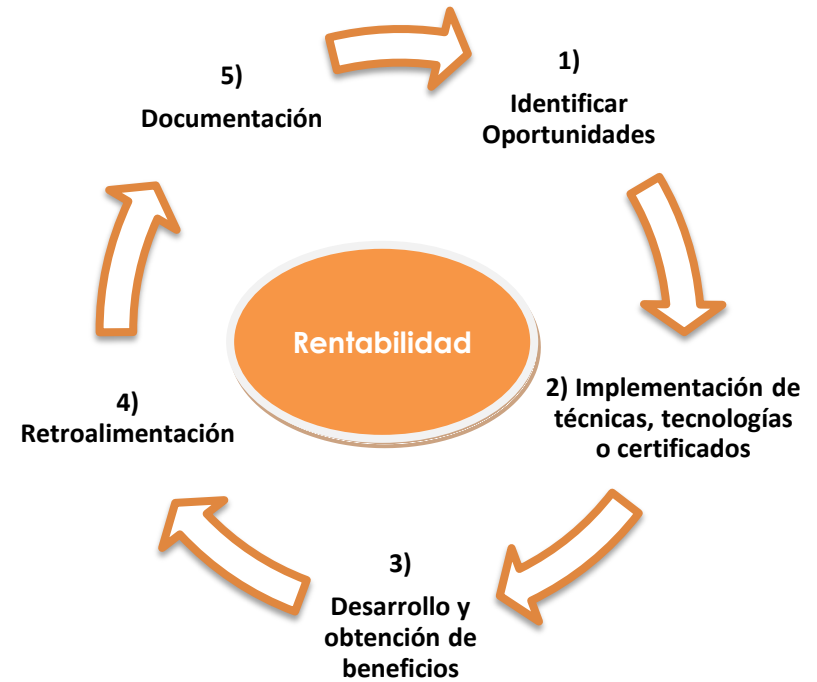 1)
Identificar
Oportunidades
2) Implementación de
técnicas, tecnologías
o certificados
3)
Desarrollo y
obtención de
beneficios
4)
Retroalimentación
5)
Documentación
Rentabilidad